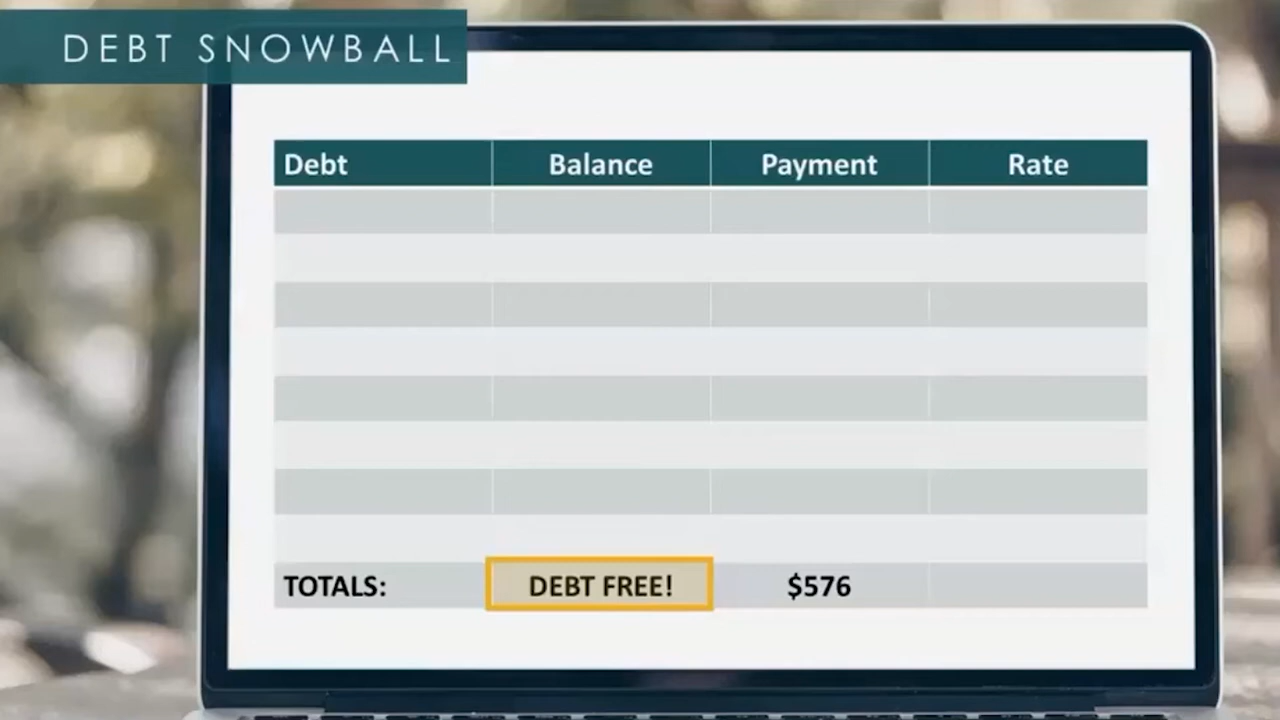 DEBT SNOWBALL
Debt Balance Payment Rate
TOTALS: DEBT FREE! $576